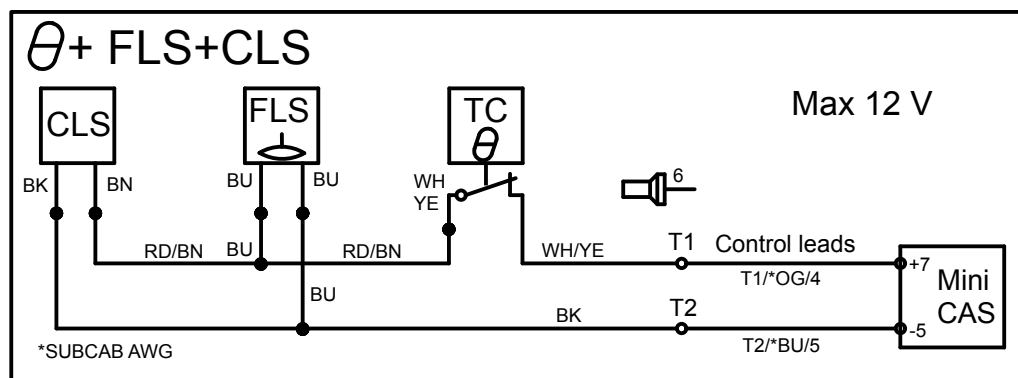 θ+ FLS+CLS
Max 12 V
CLS
FLS
TC
θ
BK
BN
BU
BU
WH
YE
6
RD/BN
BU
RD/BN
WH/YE
T1
Control leads
+7
T1/*OG/4
Mini
CAS
BU
BK
T2
-5
T2/*BU/5
*SUBCAB AWG